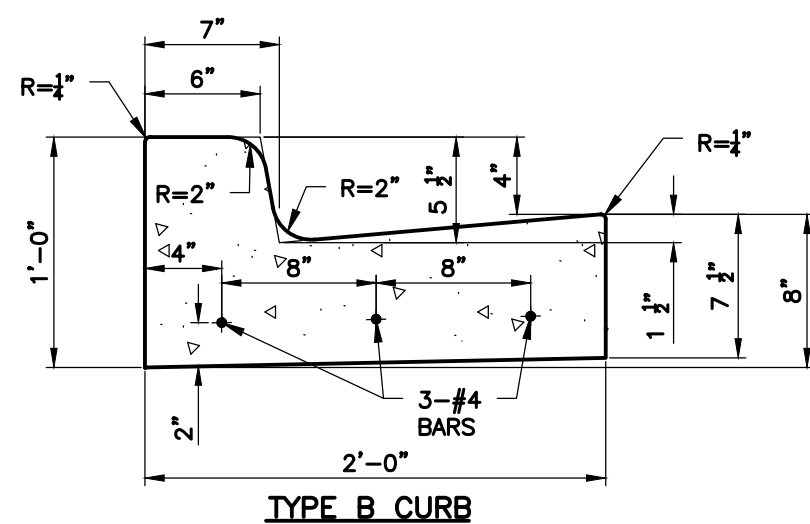 7"
6"
R=¼"
R=¼"
R=2"
R=2"
5 ½"
4"
1'-0"
4"
8"
8"
1 ½"
7 ½"
8"
2"
3-#4
BARS
2'-0"
TYPE B CURB